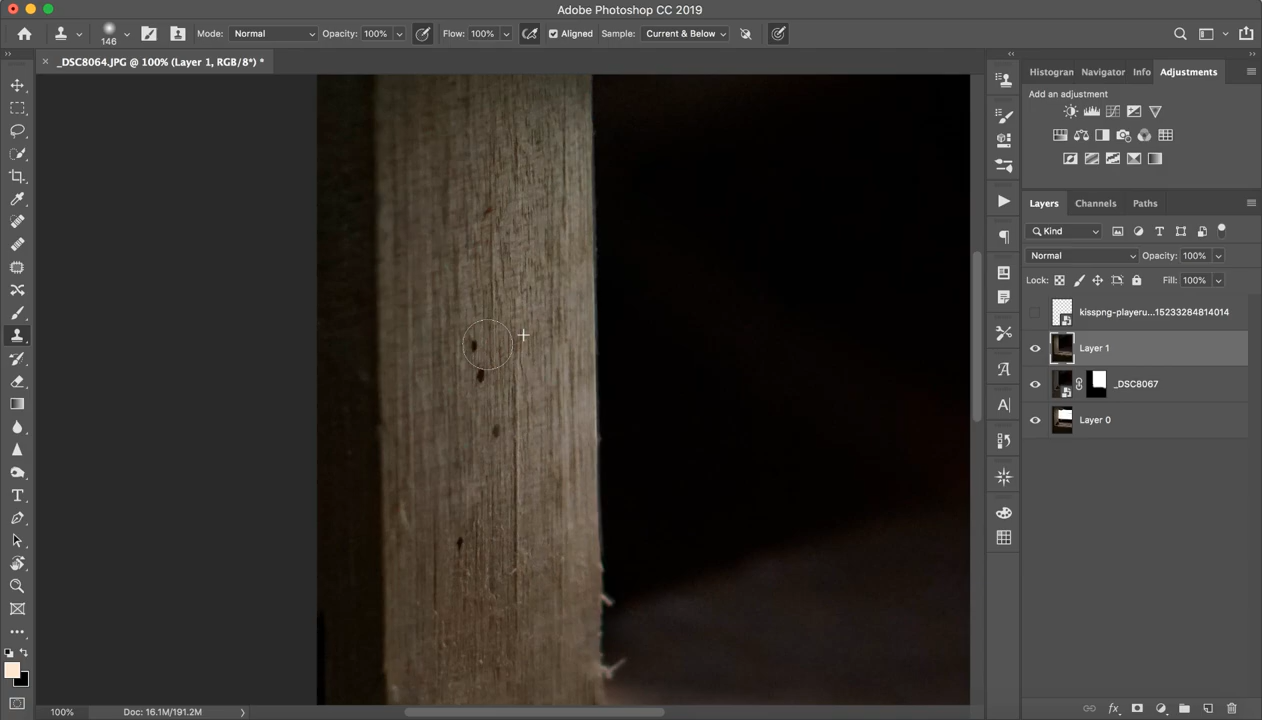 Adobe Photoshop CC 2019
146
Mode: Normal Opacity: 100% Flow: 100% Aligned Sample: Current & Below
_DSC8064.JPG @ 100% (Layer 1, RGB/8*) *
Histogran Navigator Info Adjustments
Add an adjustment
Layers Channels Paths
Kind
Normal Opacity: 100%
Lock: Fill: 100%
kisspng-playeru...15233284814014
Layer 1
_DSC8067
Layer 0
100% Doc: 16.1M/191.2M